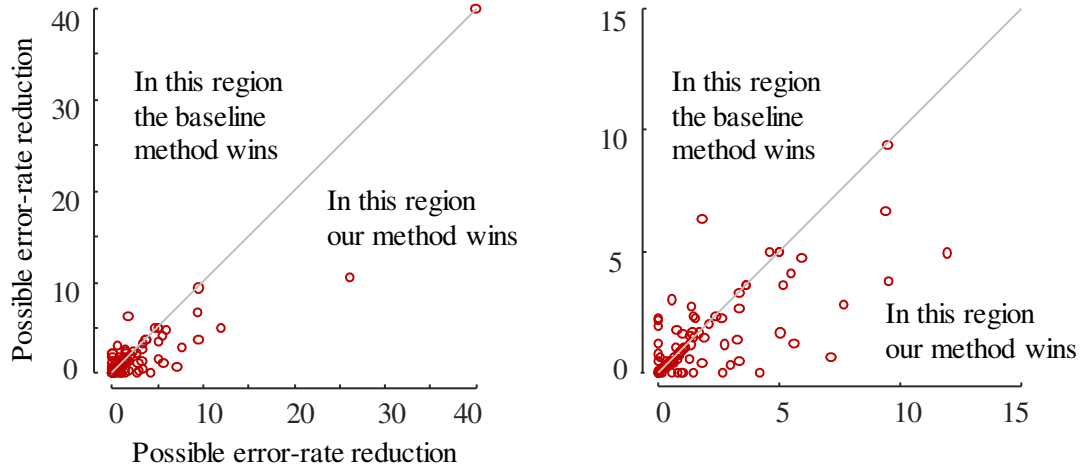 40
30
20
10
0
Possible error-rate reduction
In this region
the baseline
method wins
In this region
our method wins
0
10
20
30
40
Possible error-rate reduction
15
10
5
0
In this region
the baseline
method wins
In this region
our method wins
0
5
10
15